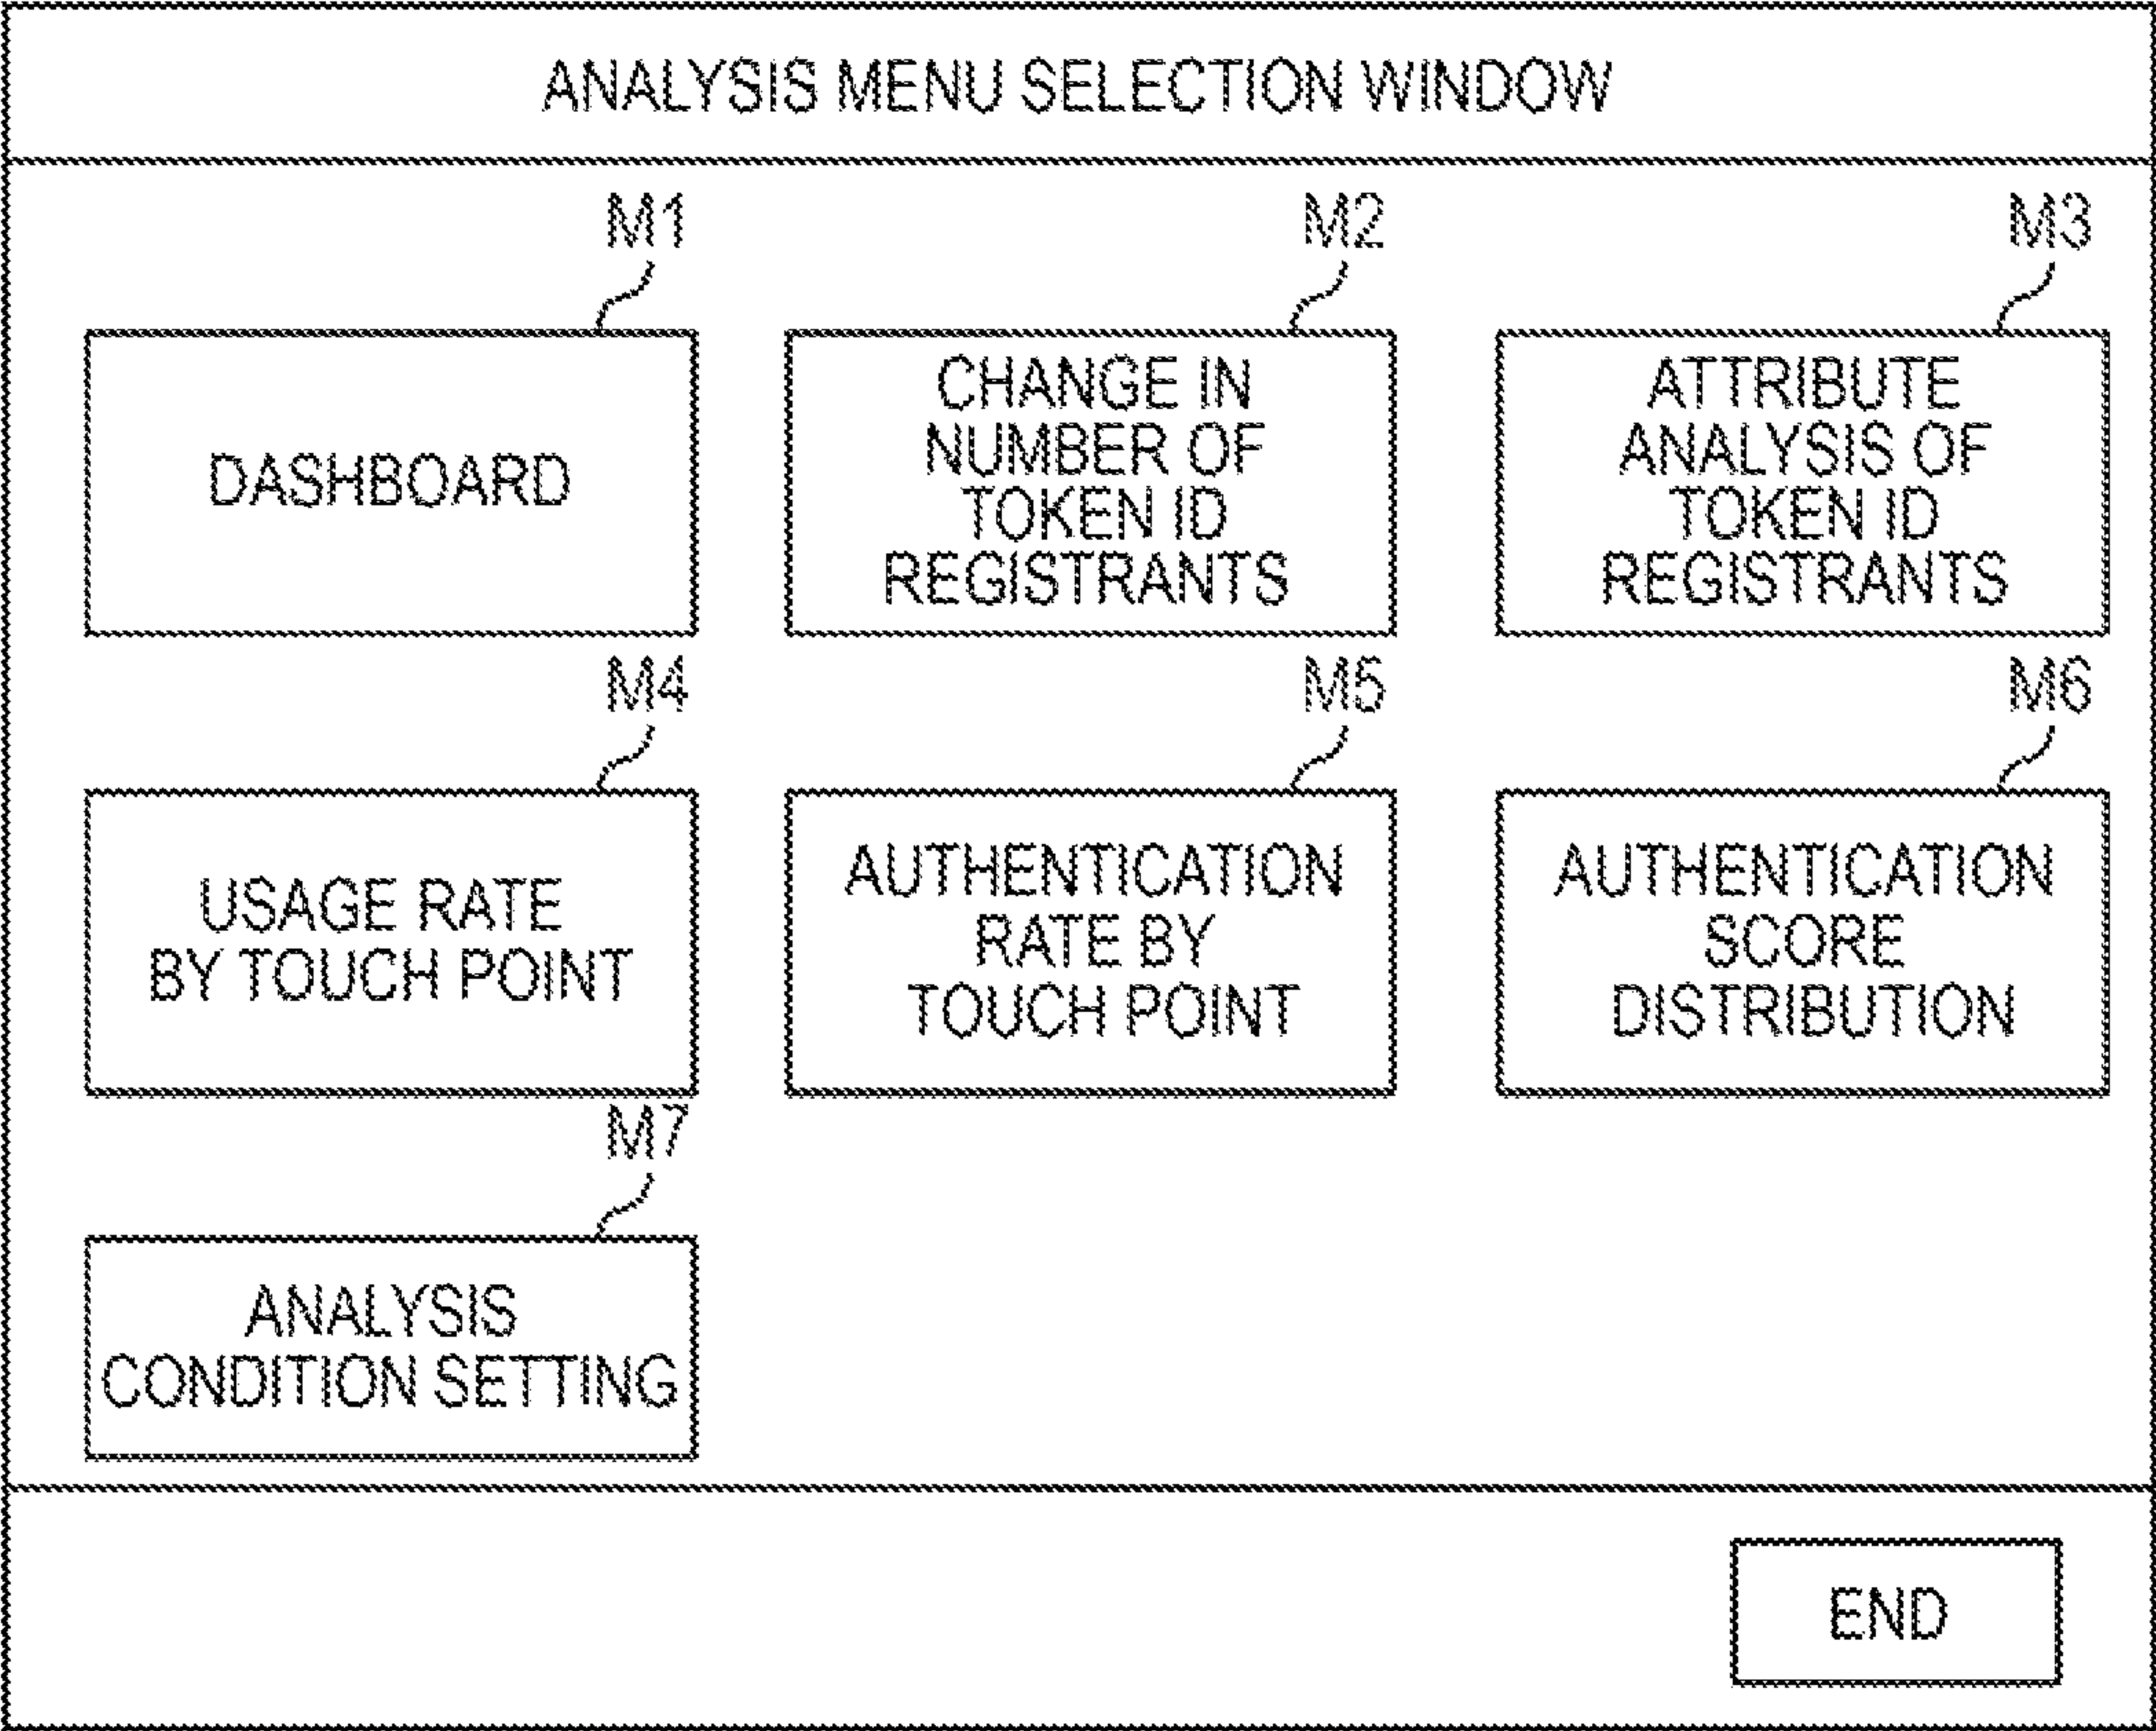 ANALYSIS MENU SELECTION WINDOW
M1
M2
M3
DASHBOARD
CHANGE IN
NUMBER OF
TOKEN ID
REGISTRANTS
ATTRIBUTE
ANALYSIS OF
TOKEN ID
REGISTRANTS
M4
M5
M6
USAGE RATE
BY TOUCH POINT
AUTHENTICATION
RATE BY
TOUCH POINT
AUTHENTICATION
SCORE
DISTRIBUTION
M7
ANALYSIS
CONDITION SETTING
END